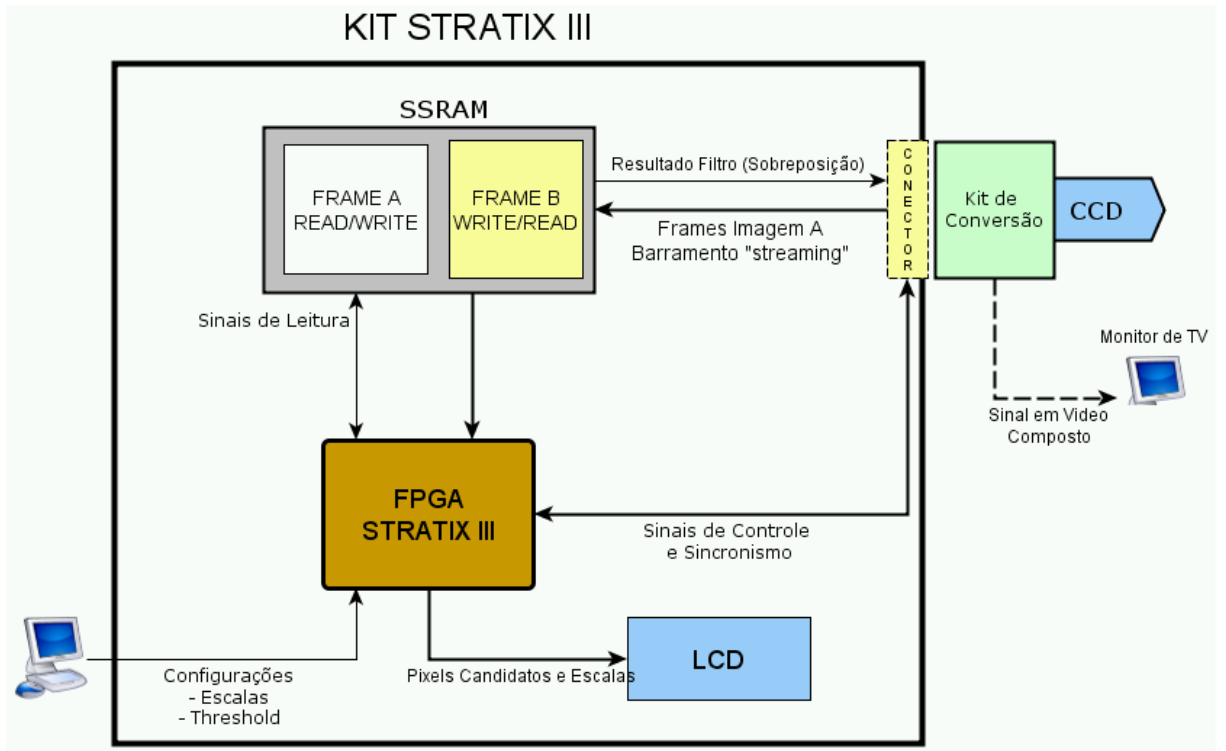 KIT STRATIX III
SSRAM
FRAME A
READ/WRITE
FRAME B
WRITE/READ
Resultado Filtro (Sobreposição)
Frames Imagem A
Barramento "streaming"
CONECTOR
Kit de
Conversão
CCD
Sinais de Leitura
Monitor de TV
Sinal em Video
Composto
FPGA
STRATIX III
Sinais de Controle
e Sincronismo
LCD
Pixels Candidatos e Escalas
Configurações
- Escalas
- Threshold